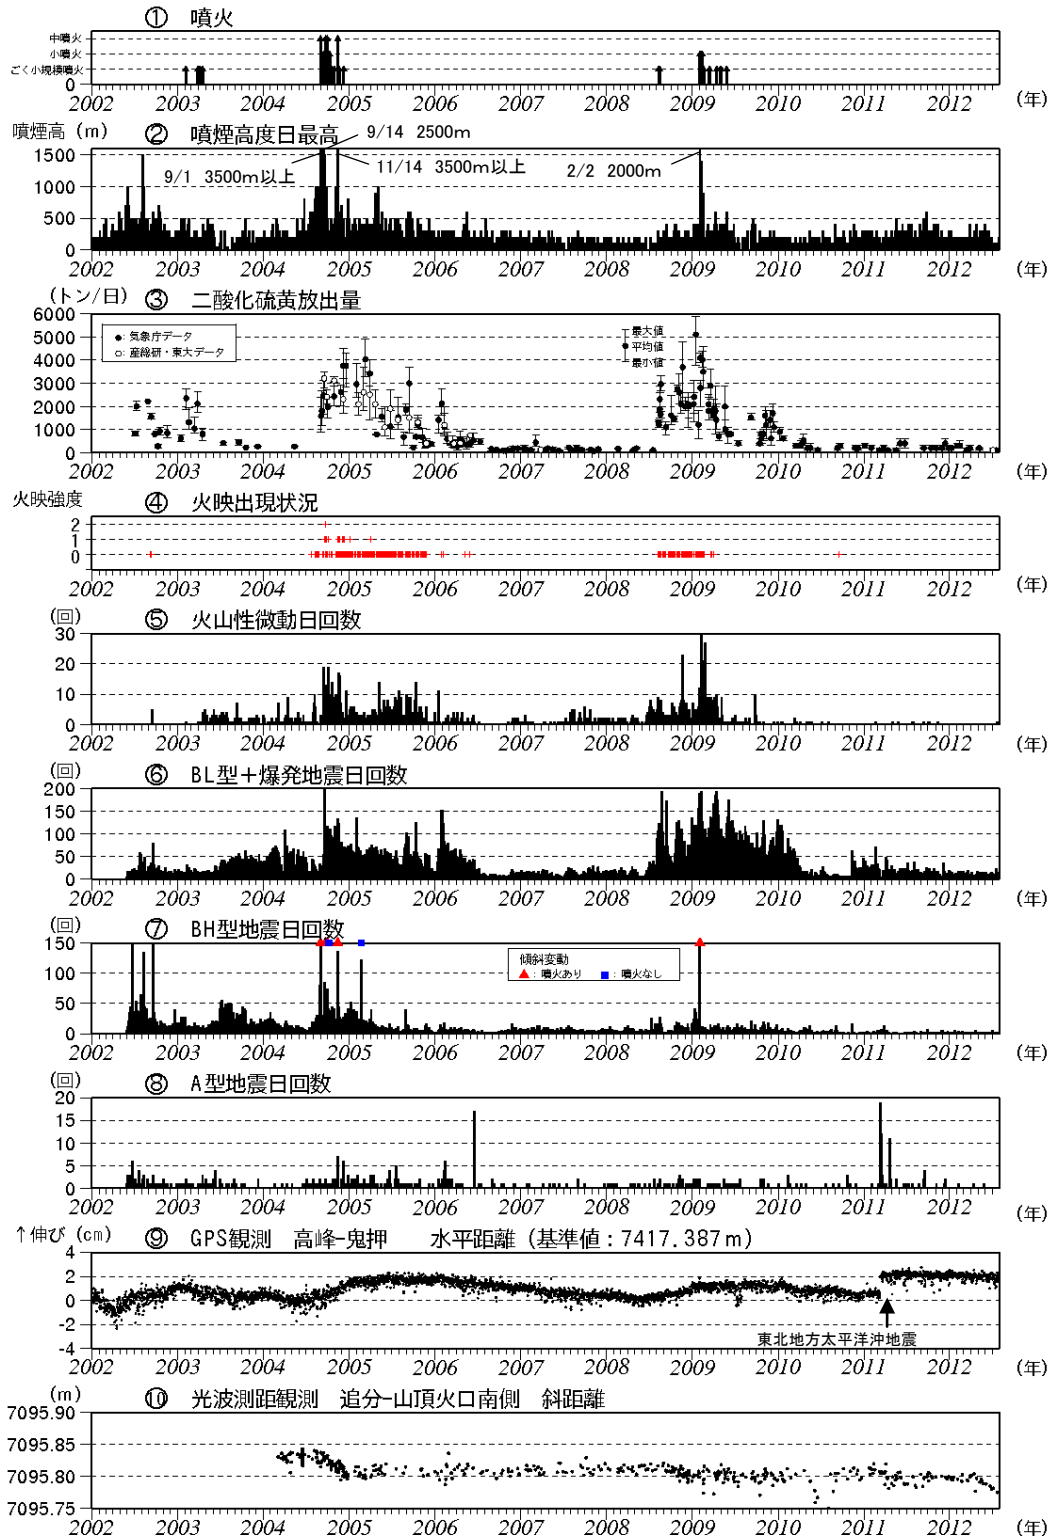 ① 噴火
中噴火
小噴火
ごく小規模噴火
0
2002 2003 2004 2005 2006 2007 2008 2009 2010 2011 2012 (年)
噴煙高 (m) ② 噴煙高度日最高
9/14 2500m
9/1 3500m以上
11/14 3500m以上
2/2 2000m
1500
1000
500
0
2002 2003 2004 2005 2006 2007 2008 2009 2010 2011 2012 (年)
(トン/日) ③ 二酸化硫黄放出量
6000
5000
4000
3000
2000
1000
0
●: 気象庁データ
○: 産総研・東大データ
最大値
平均値
最小値
2002 2003 2004 2005 2006 2007 2008 2009 2010 2011 2012 (年)
火映強度 ④ 火映出現状況
2
1
0
2002 2003 2004 2005 2006 2007 2008 2009 2010 2011 2012 (年)
(回) ⑤ 火山性微動日回数
30
20
10
0
2002 2003 2004 2005 2006 2007 2008 2009 2010 2011 2012 (年)
(回) ⑥ BL型+爆発地震日回数
200
150
100
50
0
2002 2003 2004 2005 2006 2007 2008 2009 2010 2011 2012 (年)
(回) ⑦ BH型地震日回数
150
100
50
0
傾斜変動
▲: 噴火あり ■: 噴火なし
2002 2003 2004 2005 2006 2007 2008 2009 2010 2011 2012 (年)
(回) ⑧ A型地震日回数
20
15
10
5
0
2002 2003 2004 2005 2006 2007 2008 2009 2010 2011 2012 (年)
↑伸び (cm) ⑨ GPS観測 高峰-鬼押 水平距離 (基準値:7417.387m)
4
2
0
-2
-4
東北地方太平洋沖地震
2002 2003 2004 2005 2006 2007 2008 2009 2010 2011 2012 (年)
(m) ⑩ 光波測距観測 追分-山頂火口南側 斜距離
7095.90
7095.85
7095.80
7095.75
2002 2003 2004 2005 2006 2007 2008 2009 2010 2011 2012 (年)